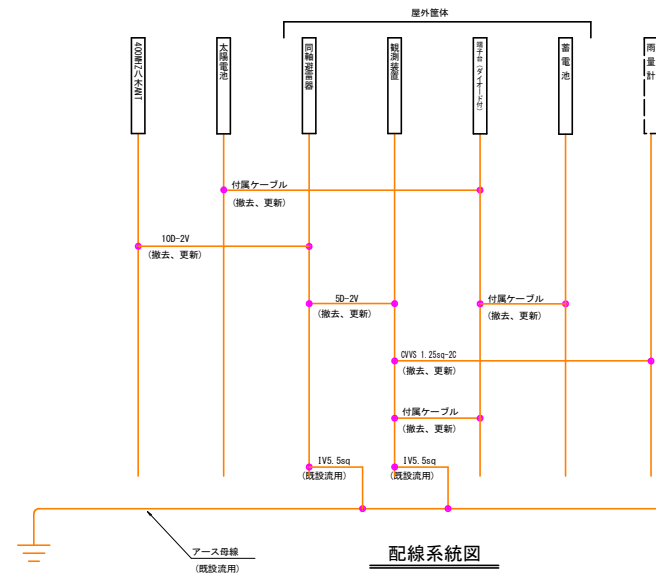 屋外筐体
400MHZ八木ANT
太陽電池
同軸避雷器
観測装置
端子台（ダイオード付）
蓄電池
雨量計
付属ケーブル
(撤去、更新)
10D-2V
(撤去、更新)
5D-2V
(撤去、更新)
付属ケーブル
(撤去、更新)
CVVS 1.25sq-2C
(撤去、更新)
付属ケーブル
(撤去、更新)
IV5.5sq
(既設流用)
IV5.5sq
(既設流用)
アース母線
(既設流用)
配線系統図